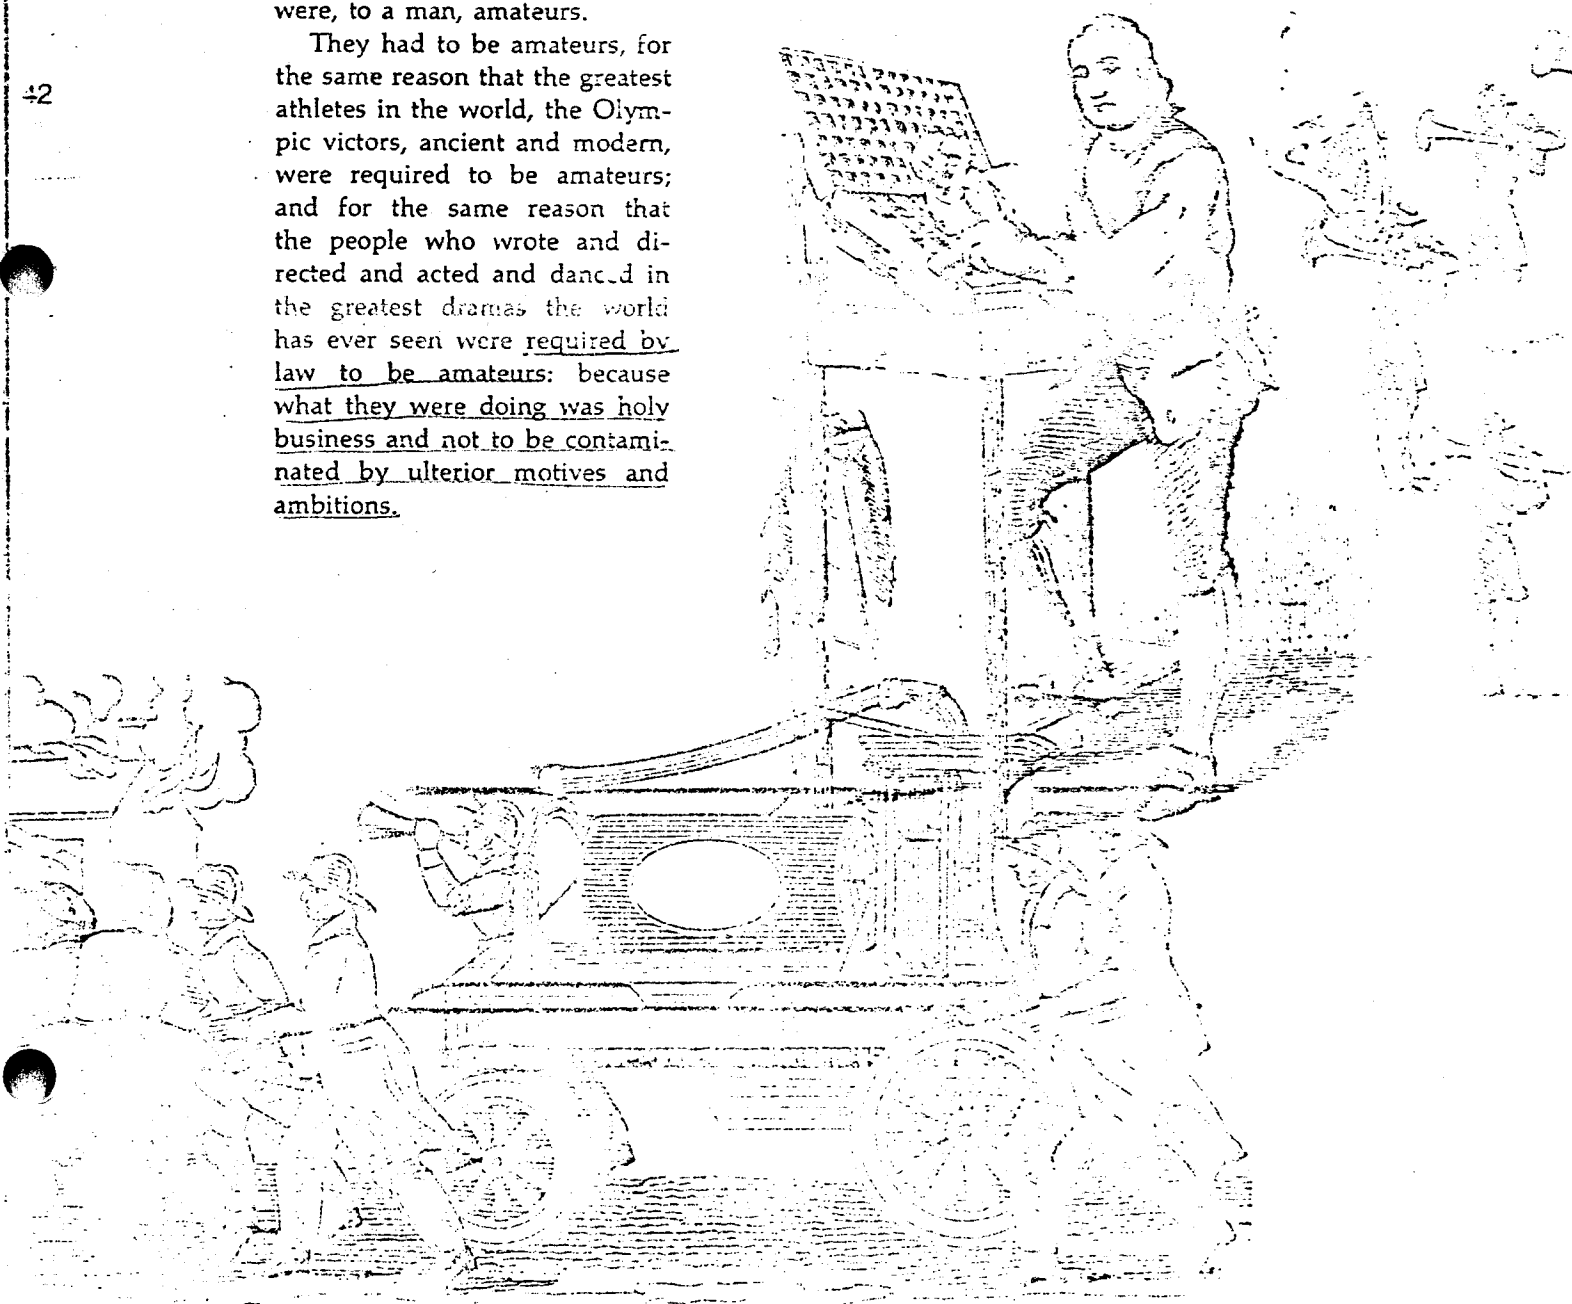 were, to a man, amateurs.
They had to be amateurs, for
the same reason that the greatest
athletes in the world, the Olym-
pic victors, ancient and modern,
were required to be amateurs;
and for the same reason that
the people who wrote and di-
rected and acted and danced in
the greatest dramas the world
has ever seen were required by
law to be amateurs: because
what they were doing was holy
business and not to be contami-
nated by ulterior motives and
ambitions.
42